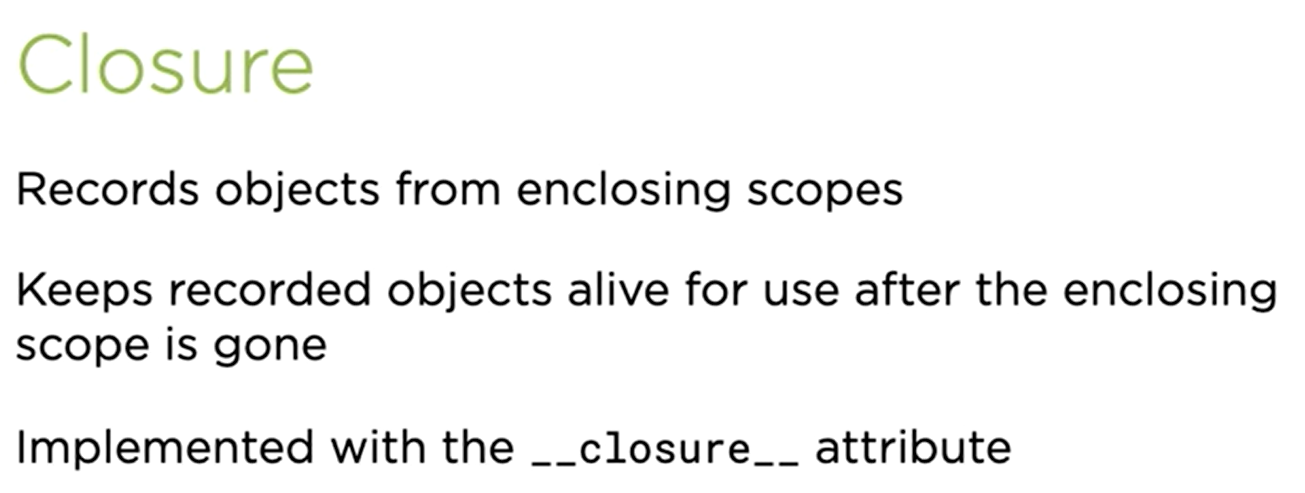 Closure
Records objects from enclosing scopes
Keeps recorded objects alive for use after the enclosing
scope is gone
Implemented with the __closure__ attribute